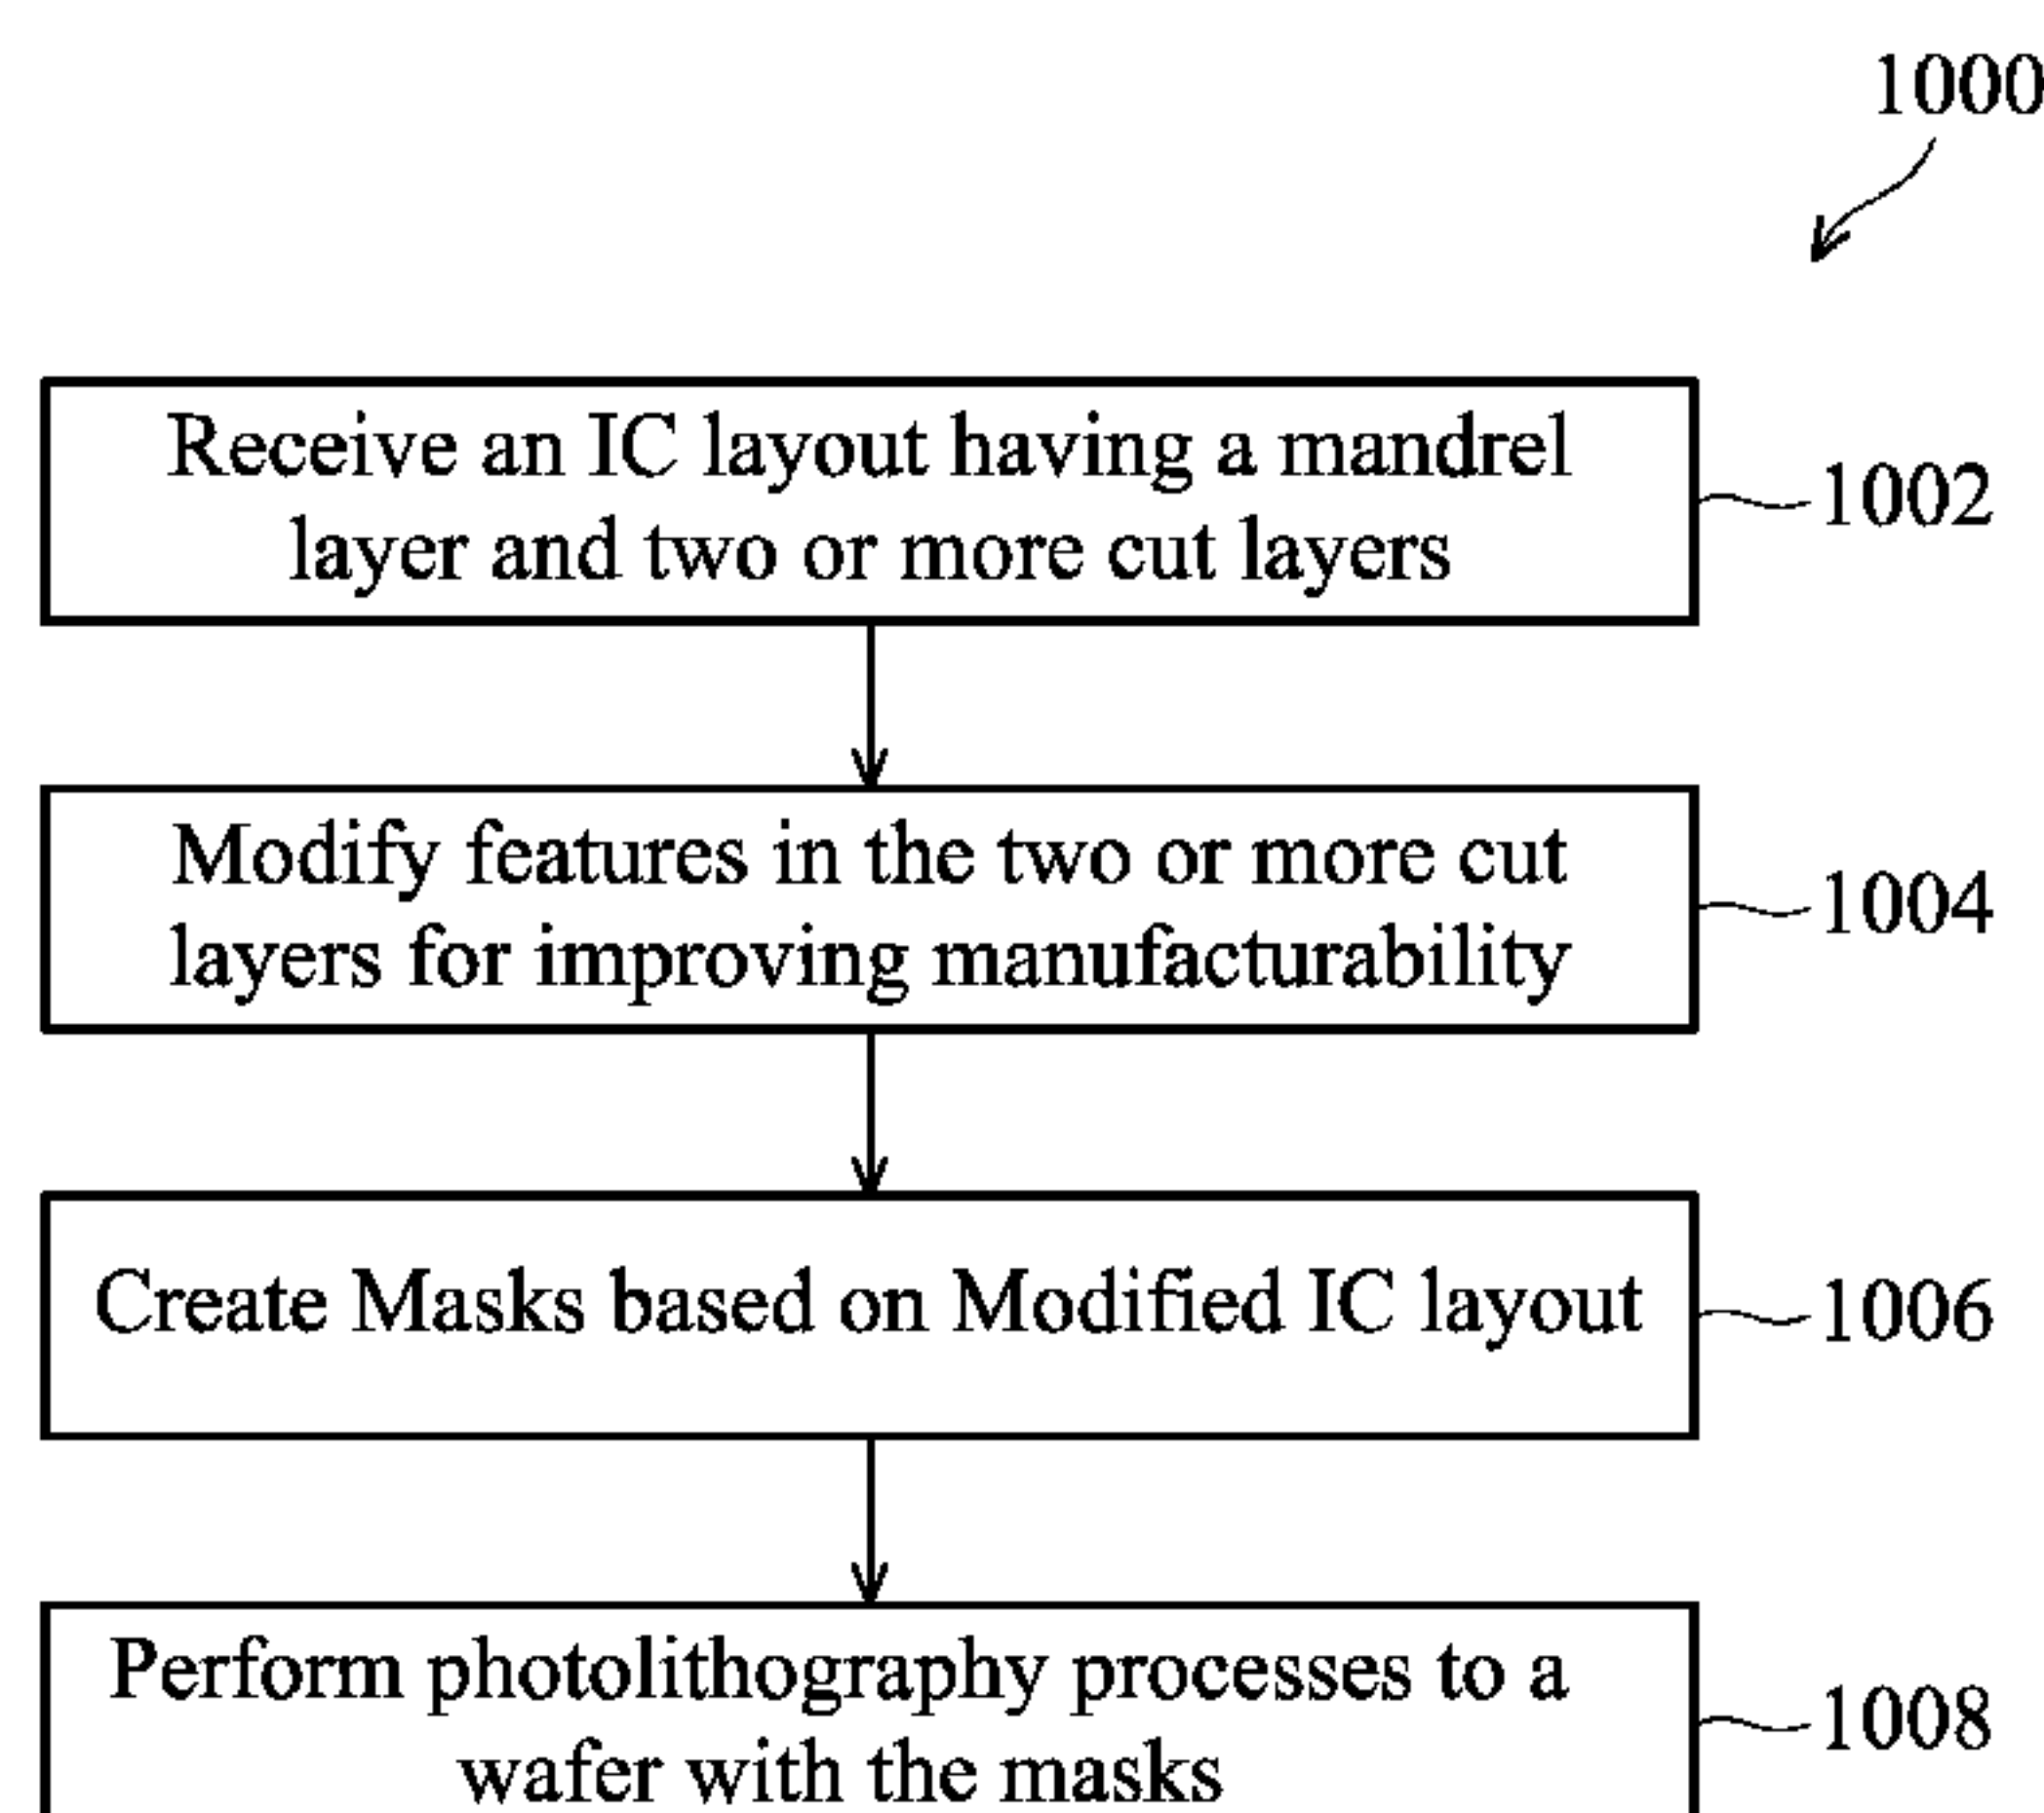 1000
Receive an IC layout having a mandrel
layer and two or more cut layers
1002
Modify features in the two or more cut
layers for improving manufacturability
1004
Create Masks based on Modified IC layout
1006
Perform photolithography processes to a
wafer with the masks
1008